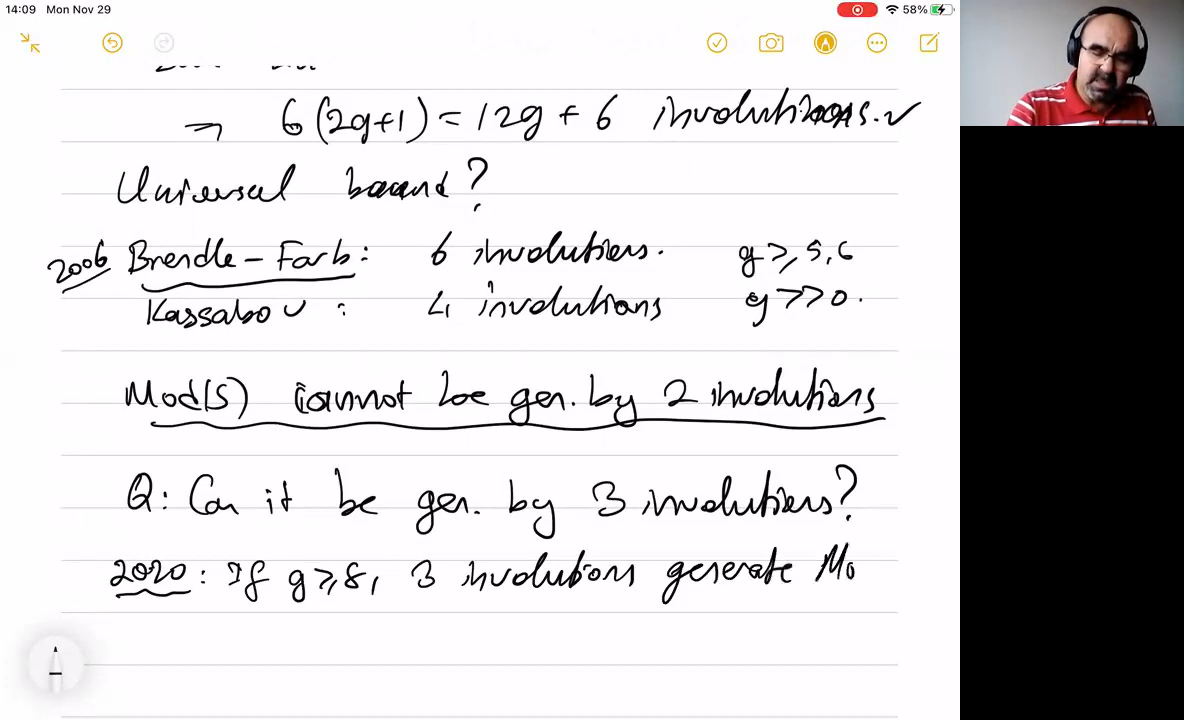 14:09 Mon Nov 29 58%
⇒ 6(2g+1) = 12g + 6 involutions. ✓
Universal bound?
2006 Brendle - Farb: 6 involutions. g ≥, 5, 6
Kassabov: 4 involutions g >> 0.
Mod(S) cannot be gen. by 2 involutions
Q: Can it be gen. by 3 involutions?
2020: If g ≥ 8, 3 involutions generate Mo